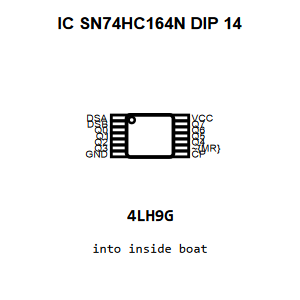 IC SN74HC164N DIP 14
DSA VCC
DSB Q7
Q0 Q6
Q1 Q5
Q2 Q4
Q3 ~{MR}
GND CP
4LH9G
into inside boat